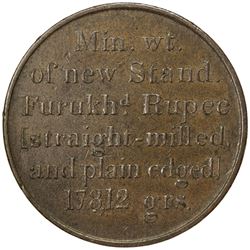 Min. wt.
of new Stand.
Furukhd Rupee
[straight-milled,
and plain edged]
178.12 grs.